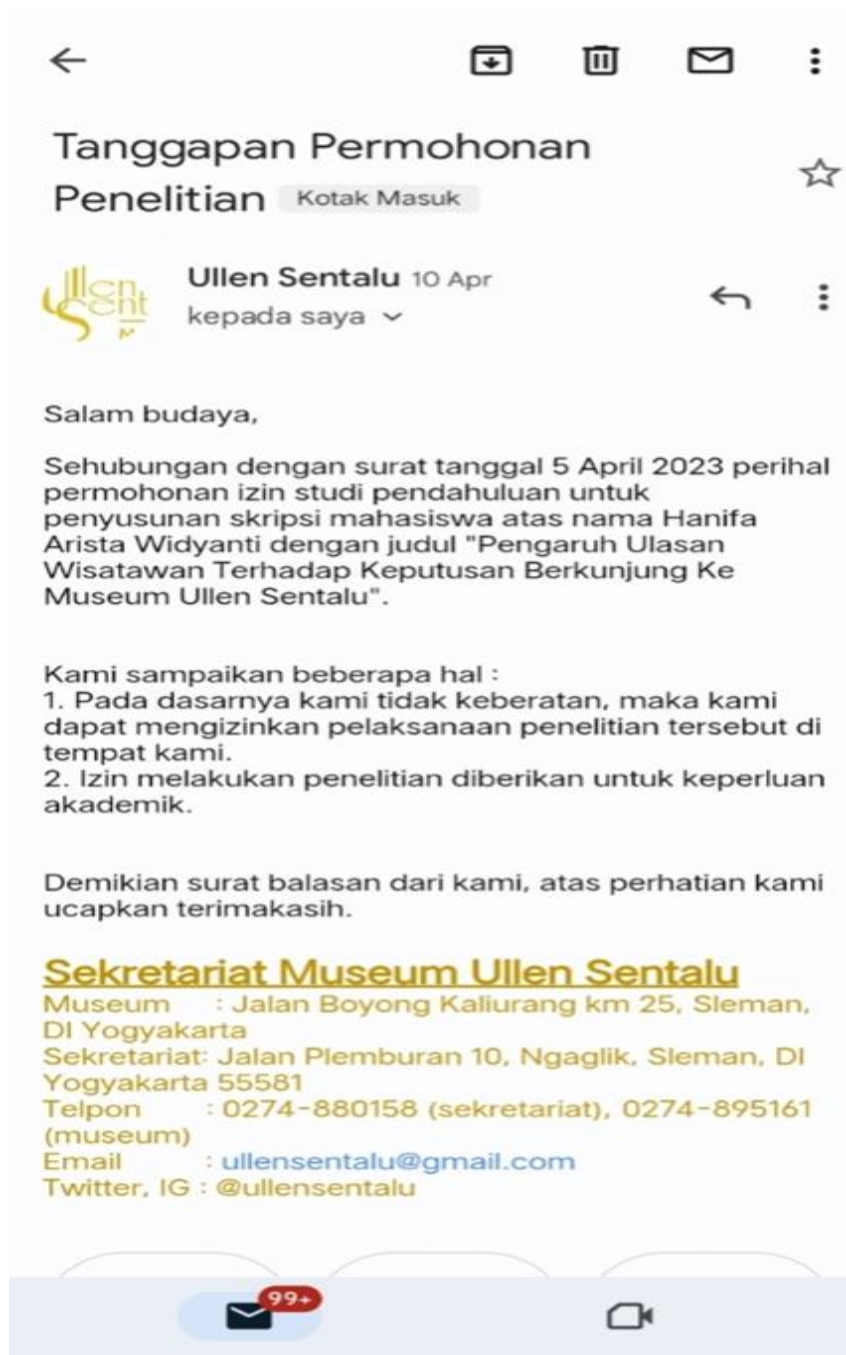 Tanggapan Permohonan
Penelitian Kotak Masuk
Ullen
Sent
M
Ullen Sentalu 10 Apr
kepada saya
Salam budaya,
Sehubungan dengan surat tanggal 5 April 2023 perihal
permohonan izin studi pendahuluan untuk
penyusunan skripsi mahasiswa atas nama Hanifa
Arista Widyanti dengan judul "Pengaruh Ulasan
Wisatawan Terhadap Keputusan Berkunjung Ke
Museum Ullen Sentalu".
Kami sampaikan beberapa hal :
1. Pada dasarnya kami tidak keberatan, maka kami
dapat mengizinkan pelaksanaan penelitian tersebut di
tempat kami.
2. Izin melakukan penelitian diberikan untuk keperluan
akademik.
Demikian surat balasan dari kami, atas perhatian kami
ucapkan terimakasih.
Sekretariat Museum Ullen Sentalu
Museum : Jalan Boyong Kaliurang km 25, Sleman,
DI Yogyakarta
Sekretariat: Jalan Plemburan 10, Ngaglik, Sleman, DI
Yogyakarta 55581
Telpon : 0274-880158 (sekretariat), 0274-895161
(museum)
Email : ullensentalu@gmail.com
Twitter, IG : @ullensentalu
99+